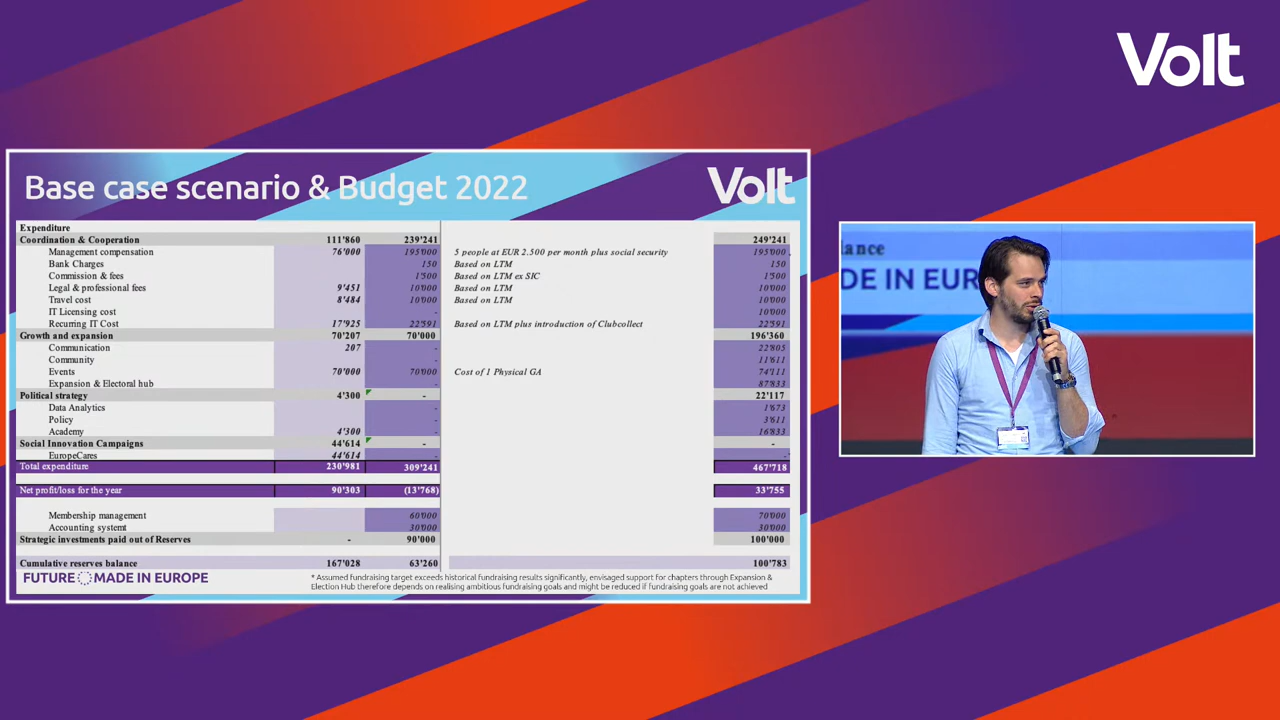 Volt
Base case scenario & Budget 2022
Volt
Expenditure
Coordination & Cooperation 111'860 239'241 249'241
Management compensation 76'000 195'000 5 people at EUR 2.500 per month plus social security 195'000
Bank Charges 150 Based on LTM 150
Commission & fees 1'500 Based on LTM ex SIC 1'500
Legal & professional fees 9'451 10'000 Based on LTM 10'000
Travel cost 8'484 10'000 Based on LTM 10'000
IT Licensing cost - 10'000
Recurring IT Cost 17'925 22'591 Based on LTM plus introduction of Clubcollect 22'591
Growth and expansion 70'207 70'000 196'360
Communication 207 - 22'805
Community - 11'611
Events 70'000 70'000 Cost of 1 Physical GA 74'111
Expansion & Electoral hub - 87'833
Political strategy 4'300 - 22'117
Data Analytics - 1'673
Policy - 3'611
Academy 4'300 - 16'833
Social Innovation Campaigns 44'614 - -
EuropeCares 44'614 - -
Total expenditure 230'981 309'241 467'718
Net profit/loss for the year 90'303 (13'768) 33'755
Membership management 60'000 70'000
Accounting systemt 30'000 30'000
Strategic investments paid out of Reserves - 90'000 100'000
Cumulative reserves balance 167'028 63'260 100'783
FUTURE MADE IN EUROPE
* Assumed fundraising target exceeds historical fundraising results significantly, envisaged support for chapters through Expansion &
Election Hub therefore depends on realising ambitious fundraising goals and might be reduced if fundraising goals are not achieved
lance
DE IN EUR